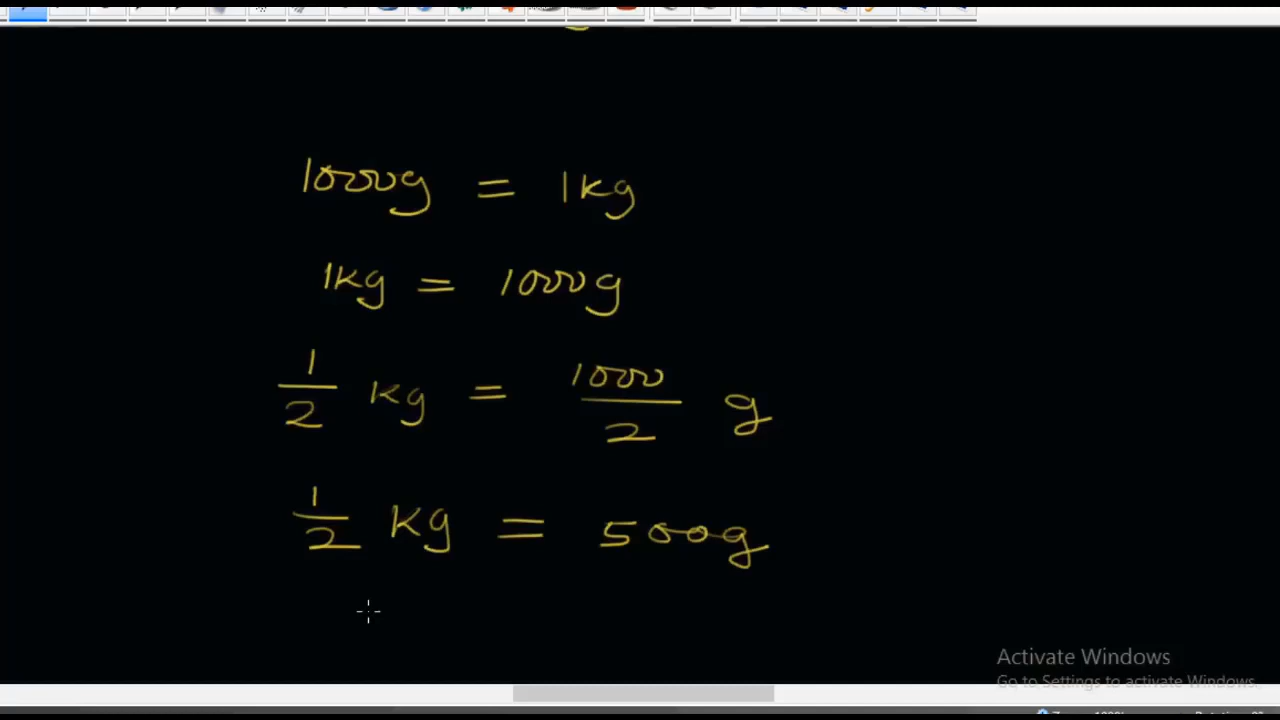 1000g = 1kg
1kg = 1000g
1/2 kg = 1000/2 g
1/2 kg = 500g
Activate Windows
Go to Settings to activate Windows.